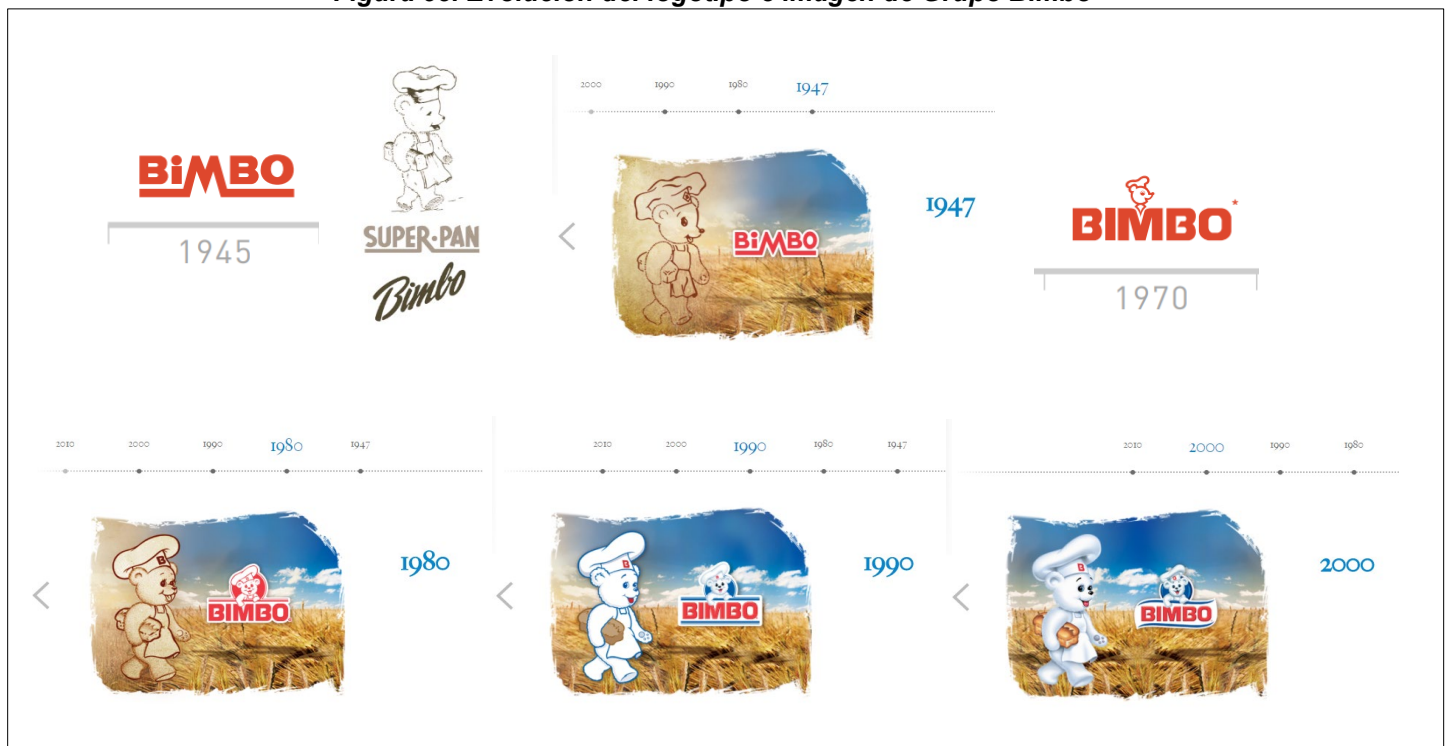 BiMBO
1945
SUPER·PAN
Bimbo
2000 1990 1980 1947
B
BiMBO
1947
BIMBO*
1970
2010 2000 1990 1980 1947
B
BIMBO
1980
2010 2000 1990 1980 1947
B
BIMBO
1990
2010 2000 1990 1980
B
BIMBO
2000